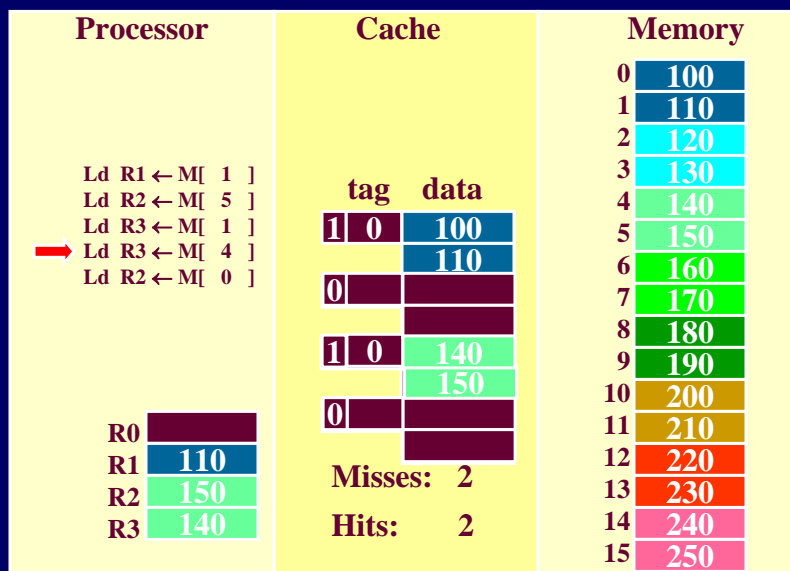 Processor
Ld R1 ← M[ 1 ]
Ld R2 ← M[ 5 ]
Ld R3 ← M[ 1 ]
Ld R3 ← M[ 4 ]
Ld R2 ← M[ 0 ]
R0
R1 110
R2 150
R3 140
Cache
tag data
1 0 100
110
0
1 0 140
150
0
Misses: 2
Hits: 2
Memory
0 100
1 110
2 120
3 130
4 140
5 150
6 160
7 170
8 180
9 190
10 200
11 210
12 220
13 230
14 240
15 250